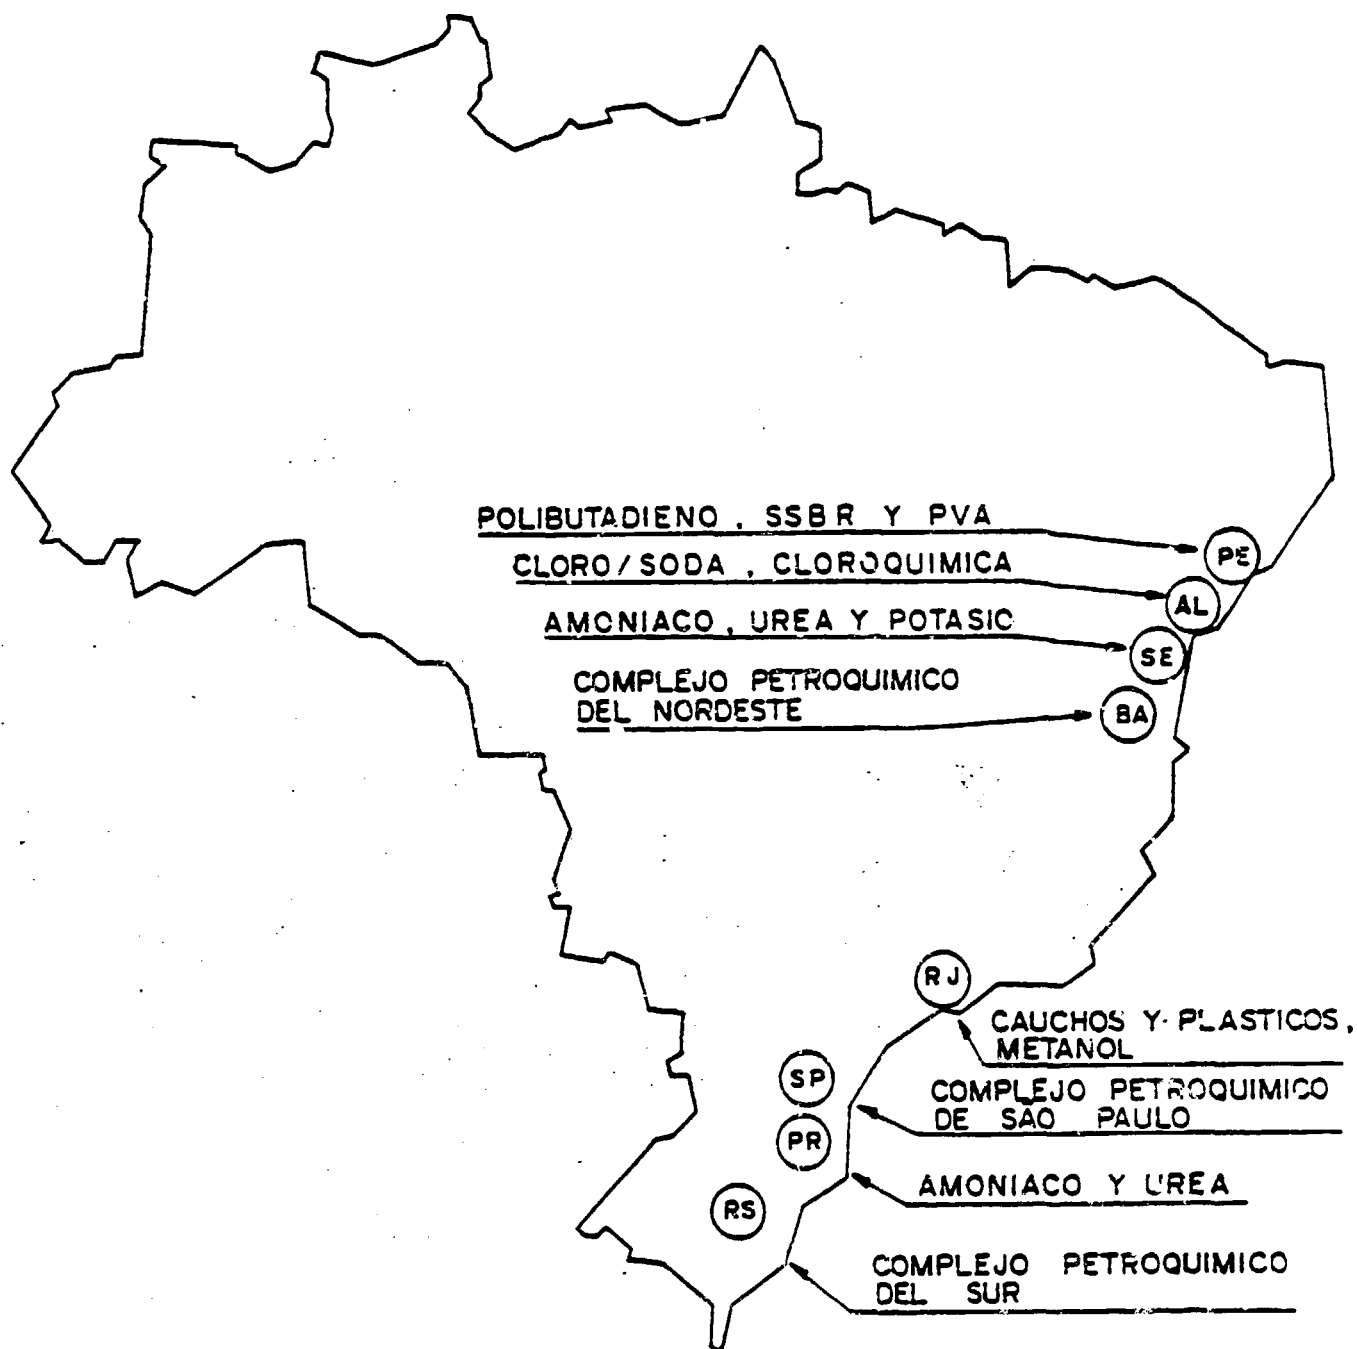 POLIBUTADIENO, SSBR Y PVA
PE
CLORO/SODA, CLOROQUIMICA
AL
AMONIACO, UREA Y POTASIO
SE
COMPLEJO PETROQUIMICO
DEL NORDESTE
BA
RJ
CAUCHOS Y PLASTICOS,
METANOL
SP
COMPLEJO PETROQUIMICO
DE SÃO PAULO
PR
AMONIACO Y UREA
RS
COMPLEJO PETROQUIMICO
DEL SUR